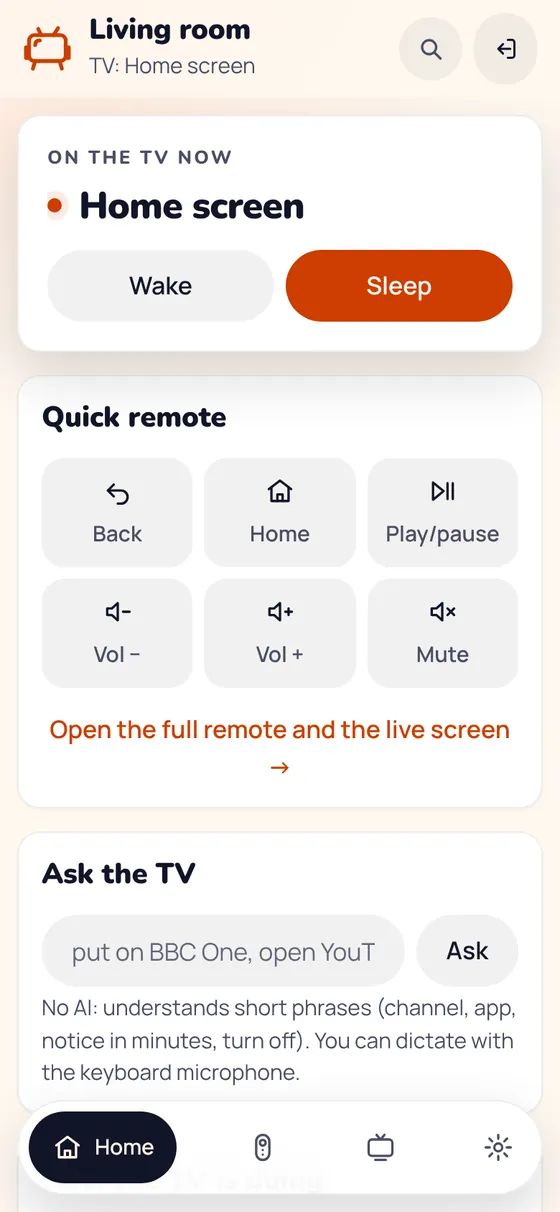 Living room
TV: Home screen
ON THE TV NOW
Home screen
Wake
Sleep
Quick remote
Back
Home
Play/pause
Vol −
Vol +
Mute
Open the full remote and the live screen
→
Ask the TV
put on BBC One, open YouT
Ask
No AI: understands short phrases (channel, app,
notice in minutes, turn off). You can dictate with
the keyboard microphone.
Home
TV is doing